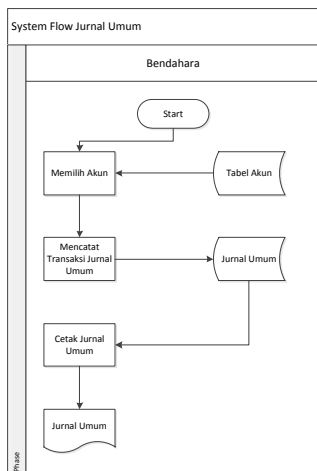 System Flow Jurnal Umum
Bendahara
Start
Memilih Akun
Tabel Akun
Mencatat
Transaksi Jurnal
Umum
Jurnal Umum
Cetak Jurnal
Umum
Jurnal Umum
Phase